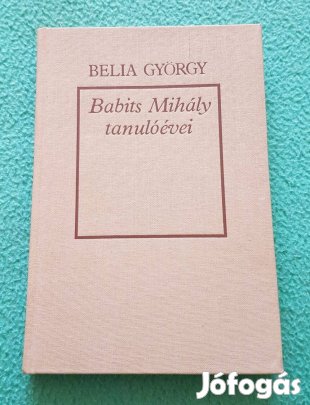 BELIA GYÖRGY
Babits Mihály
tanulóévei
Jófogás